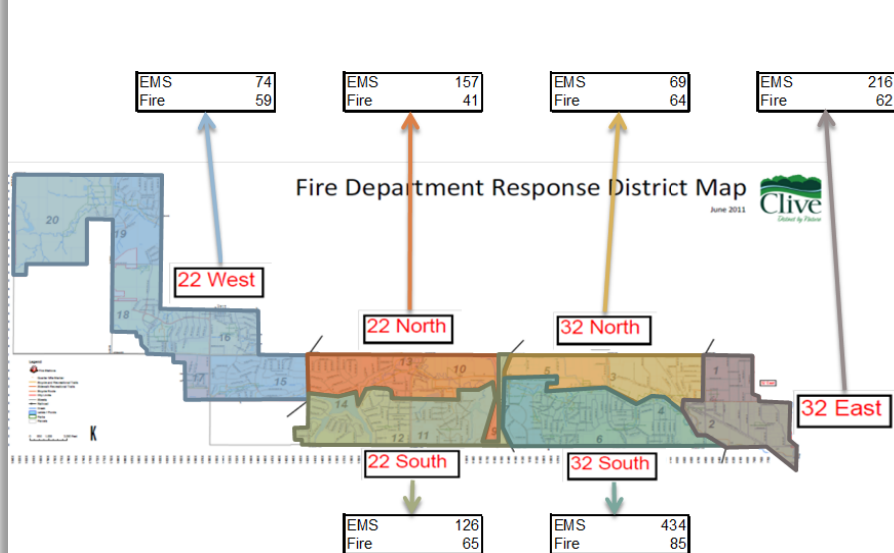 EMS 74
Fire 59
EMS 157
Fire 41
EMS 69
Fire 64
EMS 216
Fire 62
Fire Department Response District Map
June 2011
Clive
20
19
22 West
18
16
22 North
32 North
17
15
13
10
5
3
1
32 East
14
12
11
9
6
4
2
K
22 South
32 South
EMS 126
Fire 65
EMS 434
Fire 85